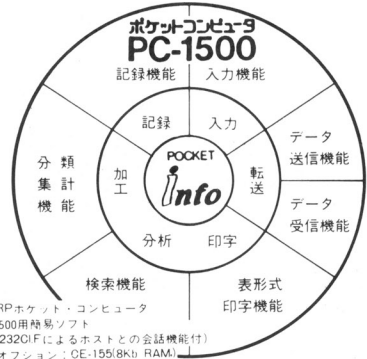 ポケットコンピュータ
PC-1500
記録機能
入力機能
記録
入力
データ
送信機能
分類
集計
機能
加工
POCKET
info
転送
データ
受信機能
分析
印字
検索機能
表形式
印字機能
RPポケット・コンピュータ
500用簡易ソフト
232CI.Fによるホストとの会話機能付)
オプション:CE-155(8Kb RAM)